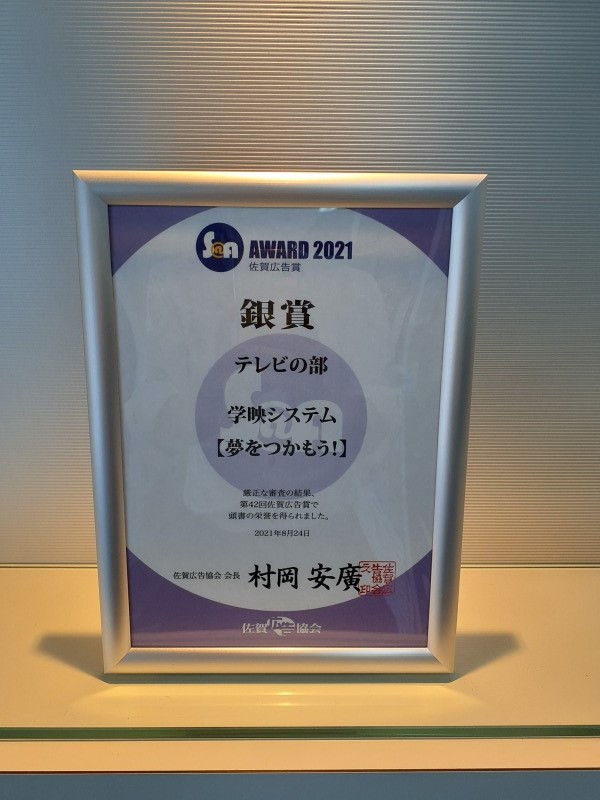 S@A AWARD 2021
佐賀広告賞
銀賞
テレビの部
学映システム
【夢をつかもう!】
厳正な審査の結果、
第42回佐賀広告賞で
頭書の栄誉を得られました。
2021年8月24日
佐賀広告協会 会長 村岡 安廣
佐賀広告協会